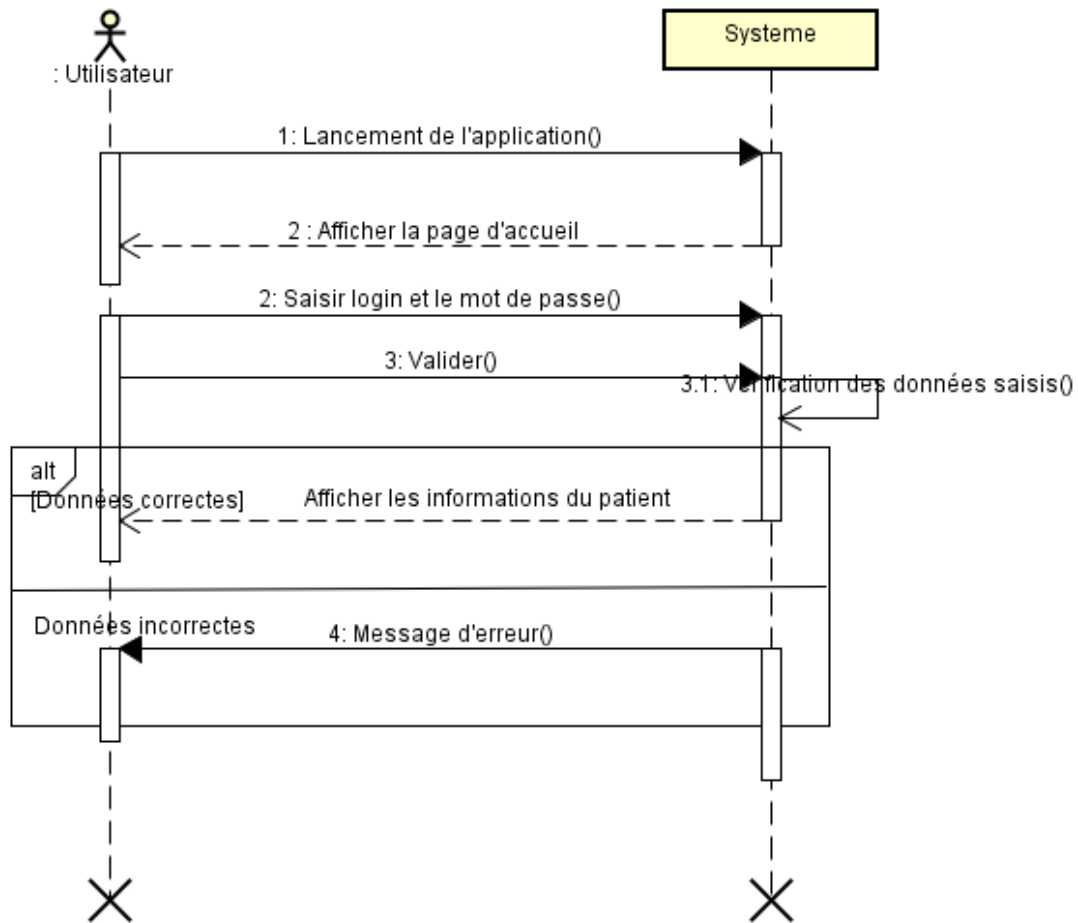 Systeme
: Utilisateur
1: Lancement de l'application()
2 : Afficher la page d'accueil
2: Saisir login et le mot de passe()
3: Valider()
3.1: Vérification des données saisis()
alt
[Données correctes]
Afficher les informations du patient
Données incorrectes
4: Message d'erreur()